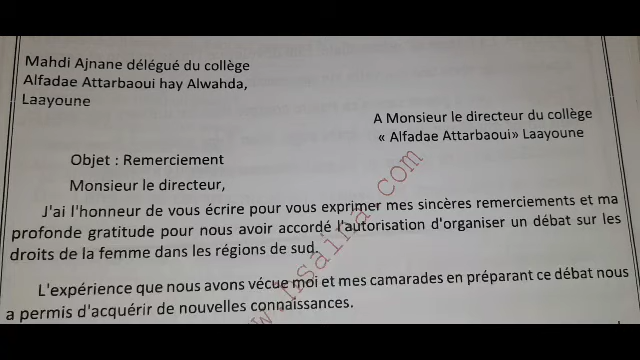 Mahdi Ajnane délégué du collège
Alfadae Attarbaoui hay Alwahda,
Laayoune
A Monsieur le directeur du collège
« Alfadae Attarbaoui» Laayoune
Objet : Remerciement
Monsieur le directeur,
J'ai l'honneur de vous écrire pour vous exprimer mes sincères remerciements et ma
profonde gratitude pour nous avoir accordé l'autorisation d'organiser un débat sur les
droits de la femme dans les régions de sud.
L'expérience que nous avons vécue moi et mes camarades en préparant ce débat nous
a permis d'acquérir de nouvelles connaissances.